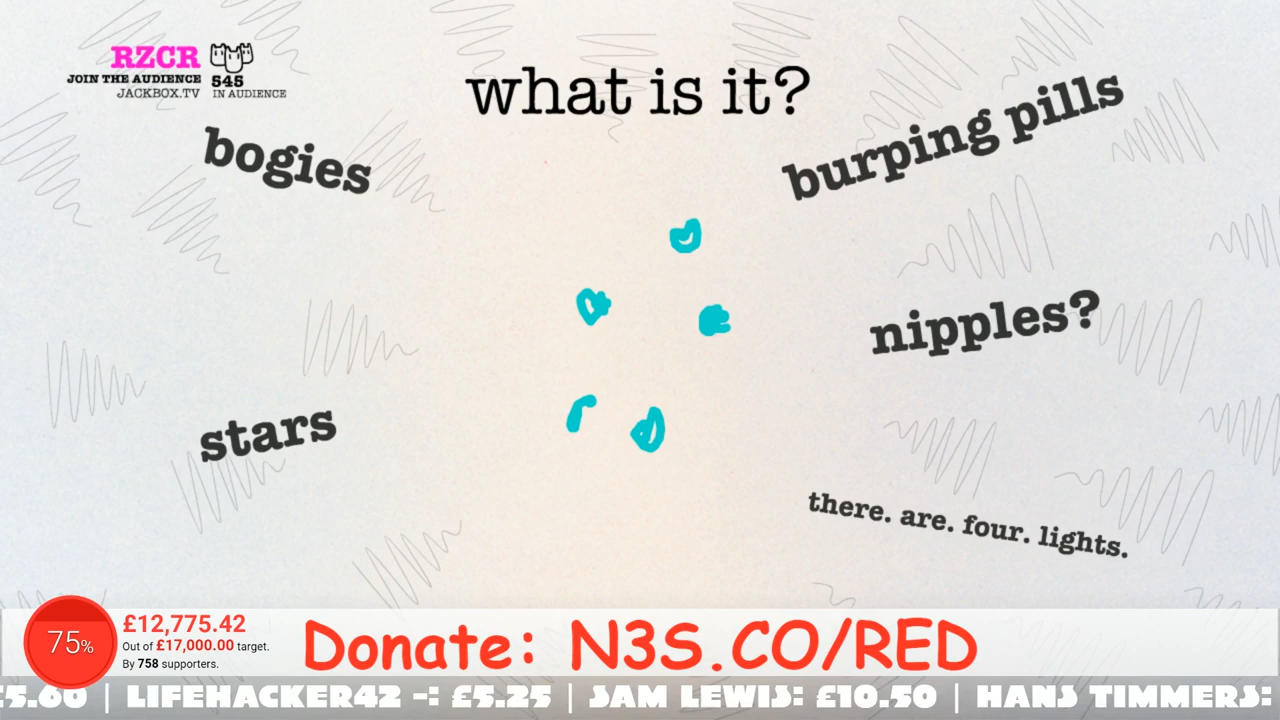 RZCR
JOIN THE AUDIENCE
JACKBOX.TV
545
IN AUDIENCE
what is it?
bogies
burping pills
nipples?
stars
there. are. four. lights.
75%
£12,775.42
Out of £17,000.00 target.
By 758 supporters.
Donate: N3S.CO/RED
£5.60 | LIFEHACKER42 -: £5.25 | SAM LEWIS: £10.50 | HANS TIMMERS: